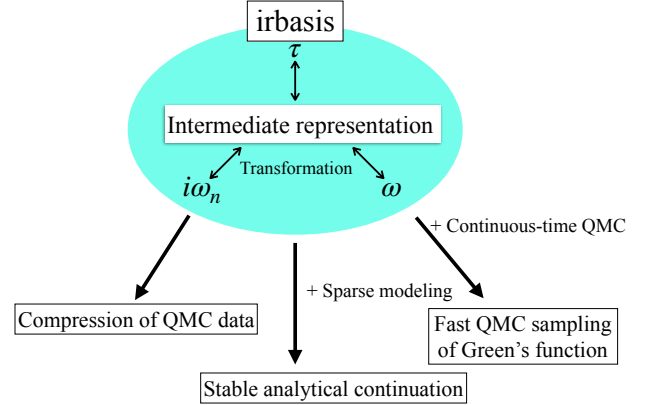 irbasis
τ
Intermediate representation
Transformation
iωₙ
ω
+ Continuous-time QMC
+ Sparse modeling
Compression of QMC data
Fast QMC sampling
of Green's function
Stable analytical continuation